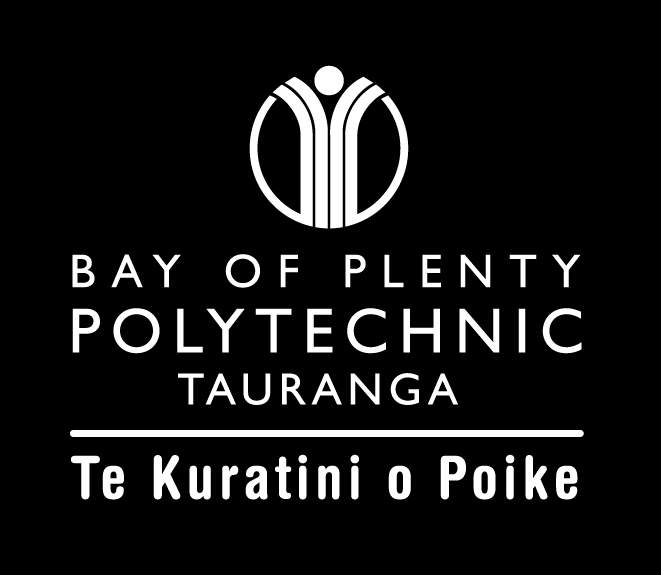 BAY OF PLENTY
POLYTECHNIC
TAURANGA
Te Kuratini o Poike